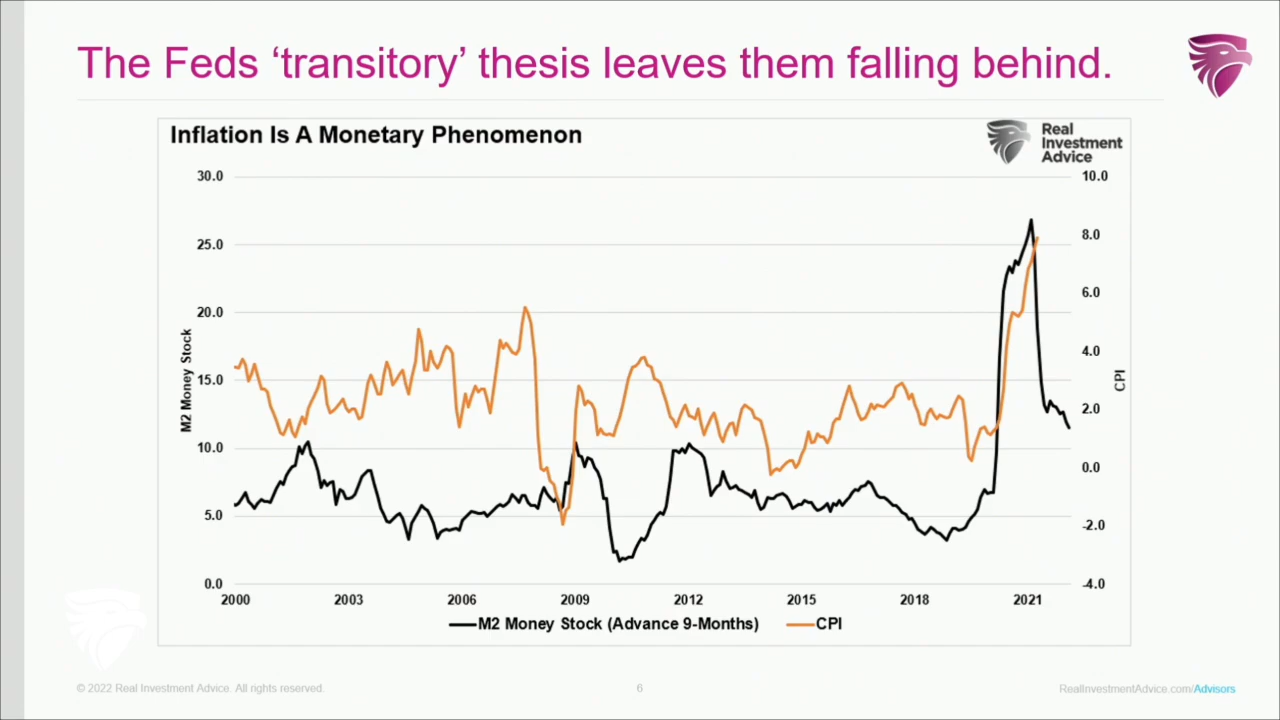 The Feds ‘transitory’ thesis leaves them falling behind.
Inflation Is A Monetary Phenomenon
Real
Investment
Advice
30.0
25.0
20.0
15.0
10.0
5.0
0.0
M2 Money Stock
10.0
8.0
6.0
4.0
2.0
0.0
-2.0
-4.0
CPI
2000 2003 2006 2009 2012 2015 2018 2021
M2 Money Stock (Advance 9-Months) CPI
© 2022 Real Investment Advice. All rights reserved. 6 RealInvestmentAdvice.com/Advisors